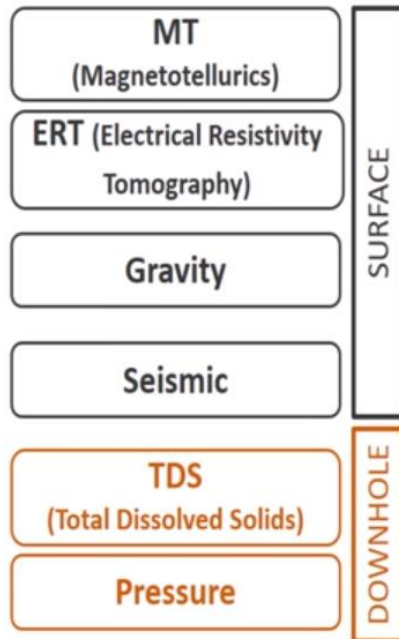 MT
(Magnetotellurics)
ERT (Electrical Resistivity
Tomography)
Gravity
Seismic
SURFACE
TDS
(Total Dissolved Solids)
Pressure
DOWNHOLE